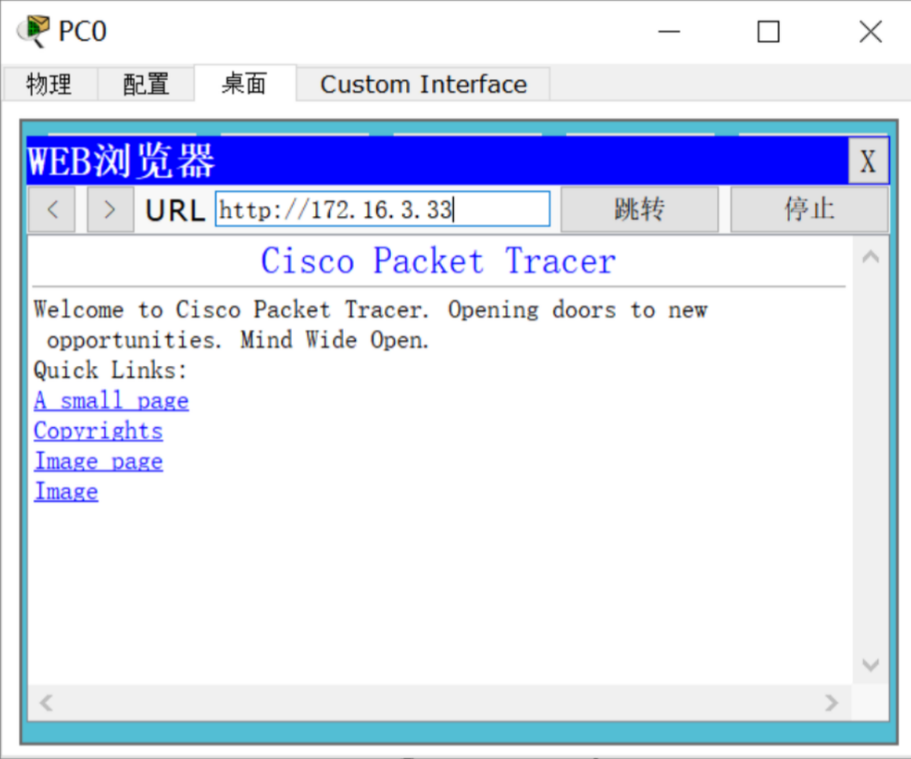 PC0
物理 配置 桌面 Custom Interface
WEB浏览器 X
< > URL http://172.16.3.33 跳转 停止
Cisco Packet Tracer
Welcome to Cisco Packet Tracer. Opening doors to new
opportunities. Mind Wide Open.
Quick Links:
A small page
Copyrights
Image page
Image